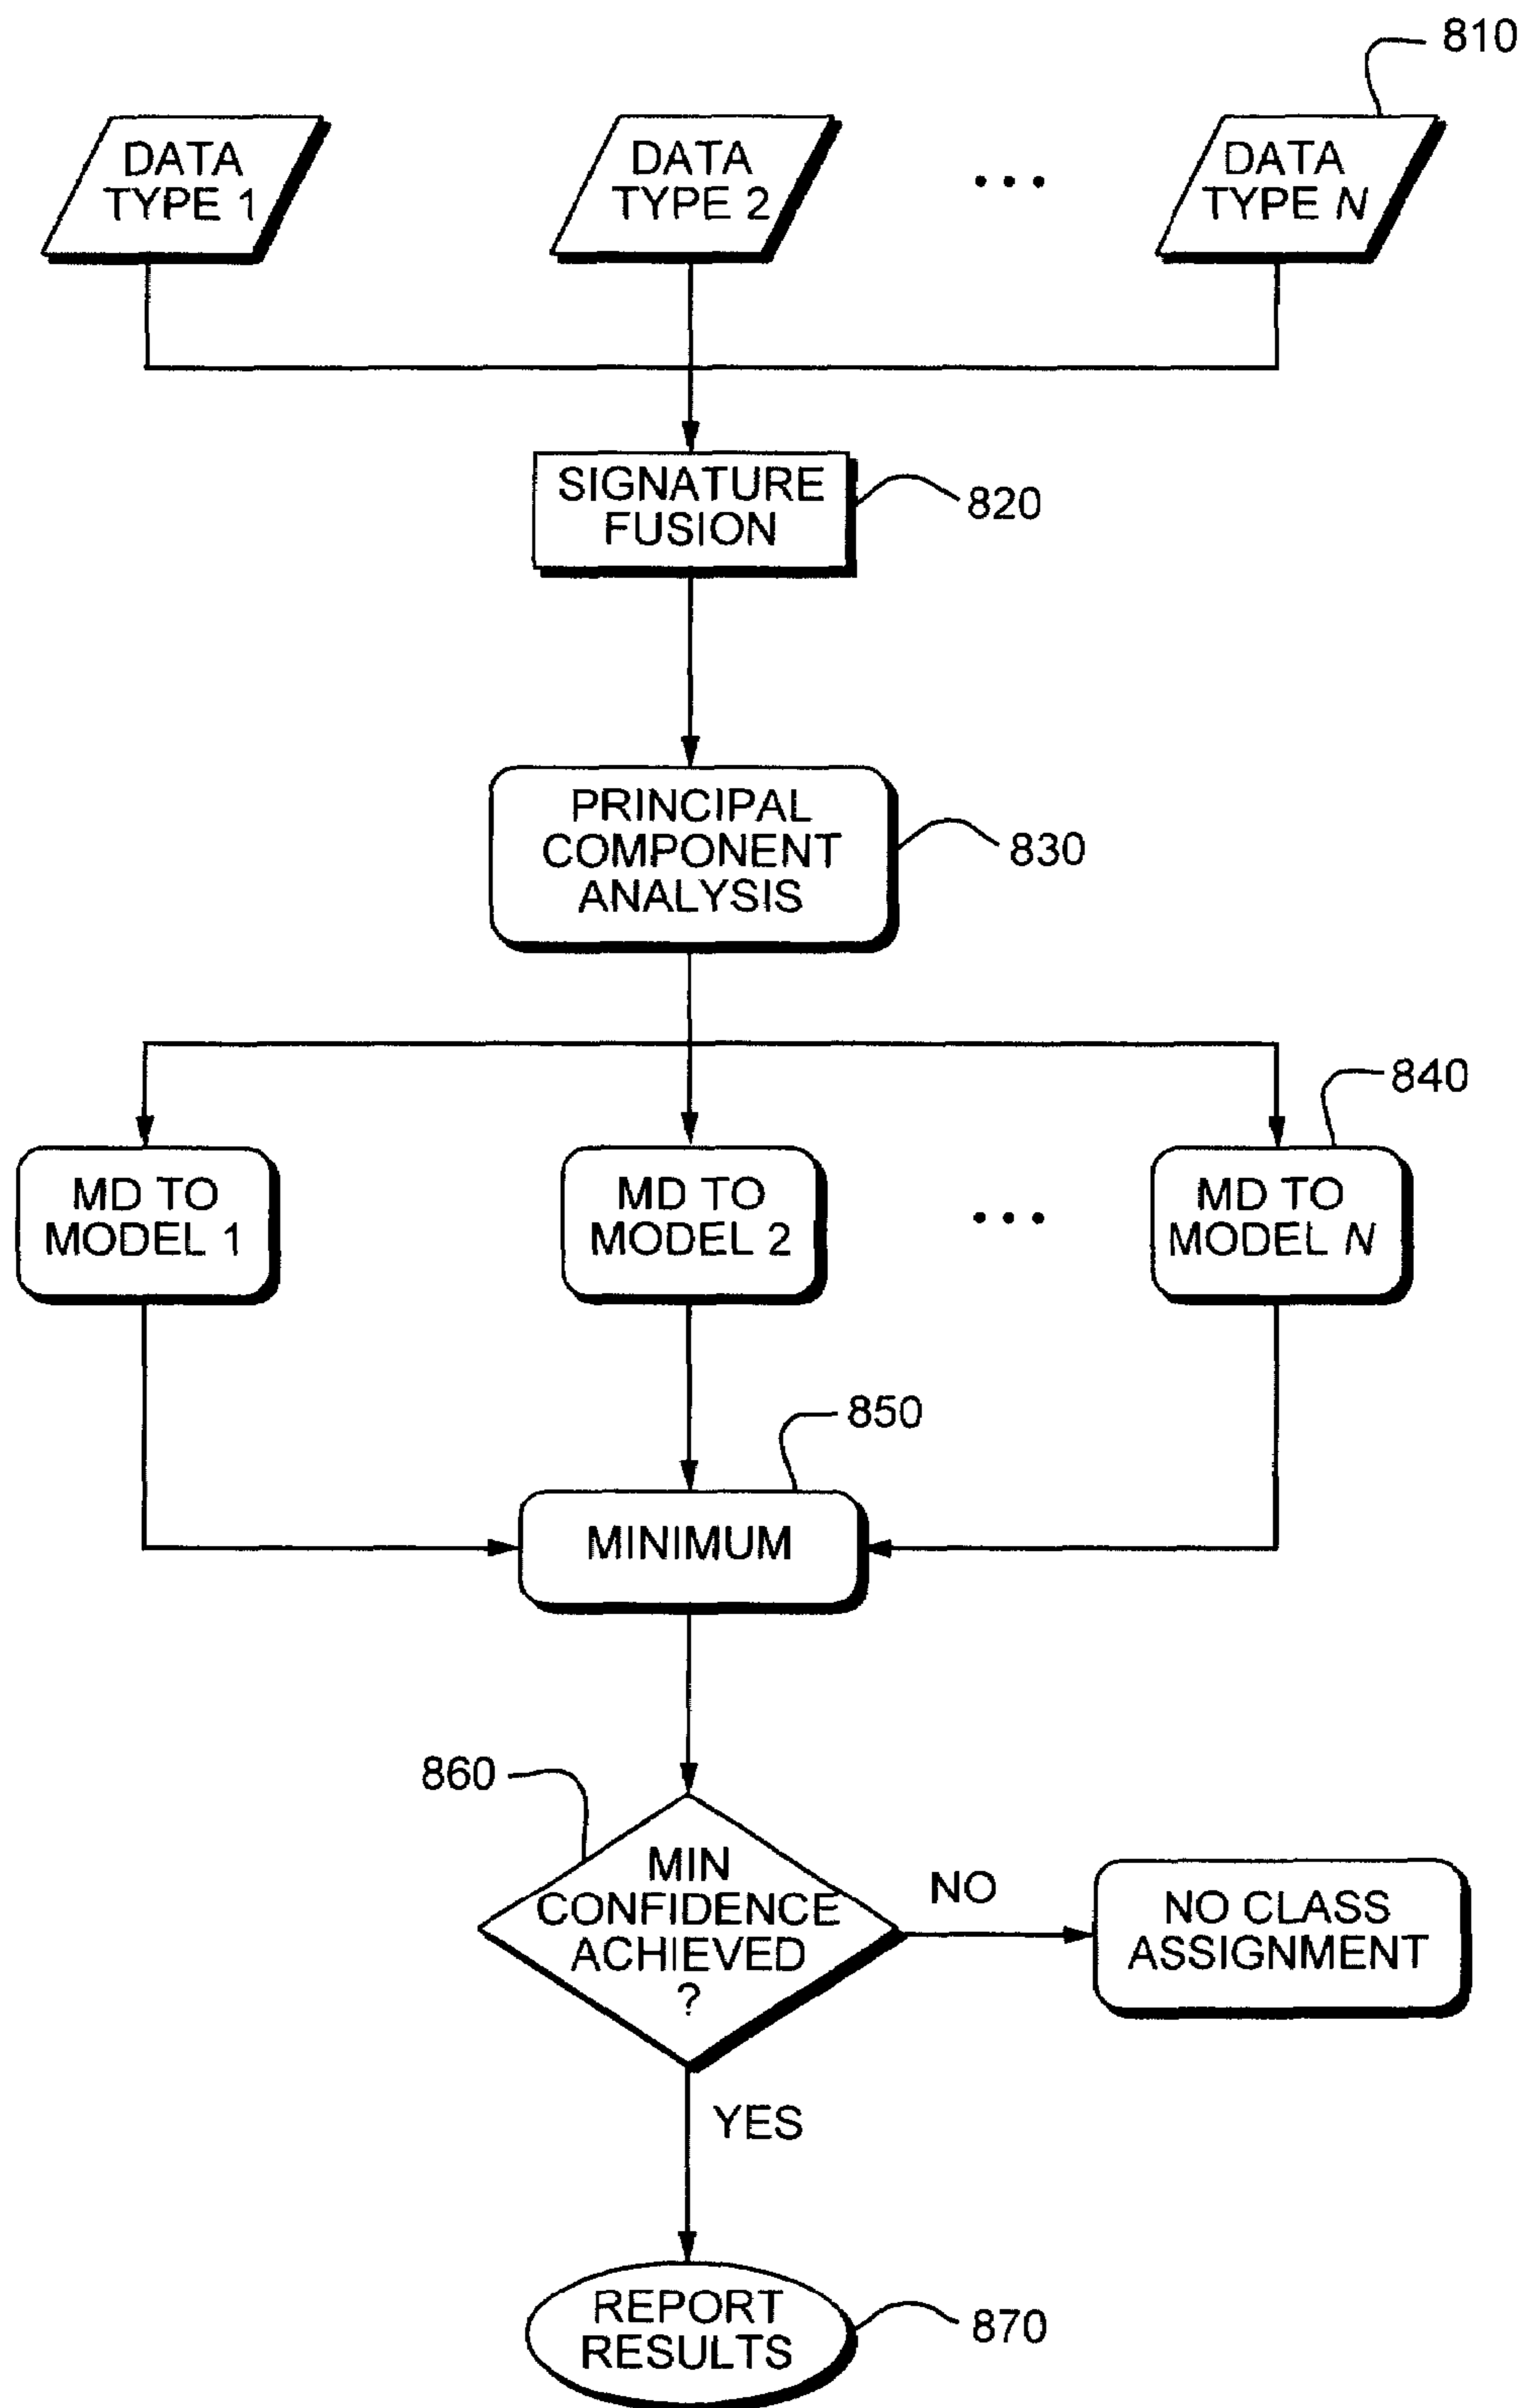 810
DATA
TYPE 1
DATA
TYPE 2
...
DATA
TYPE N
SIGNATURE
FUSION
820
PRINCIPAL
COMPONENT
ANALYSIS
830
840
MD TO
MODEL 1
MD TO
MODEL 2
...
MD TO
MODEL N
850
MINIMUM
860
MIN
CONFIDENCE
ACHIEVED
?
NO
NO CLASS
ASSIGNMENT
YES
REPORT
RESULTS
870